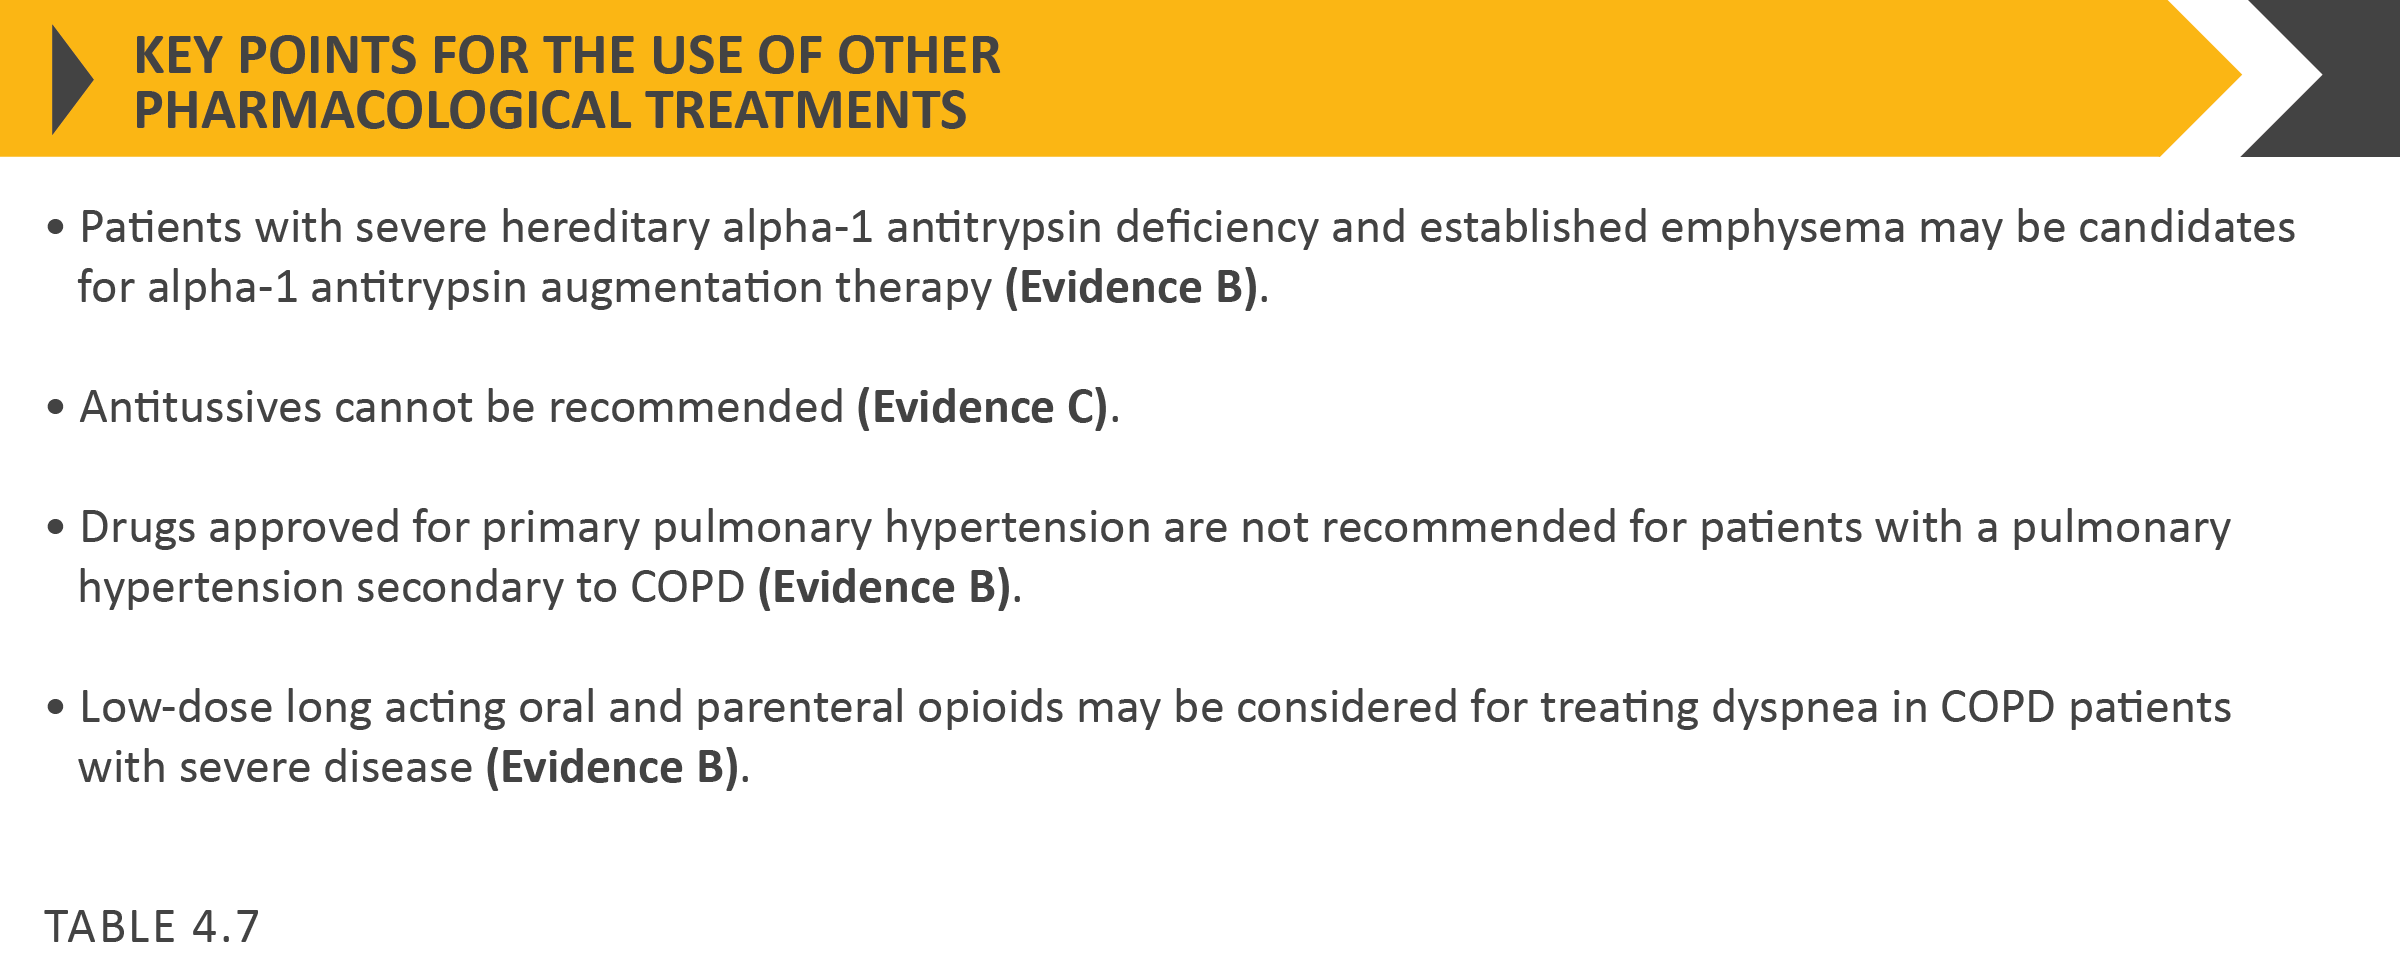 KEY POINTS FOR THE USE OF OTHER
PHARMACOLOGICAL TREATMENTS
• Patients with severe hereditary alpha-1 antitrypsin deficiency and established emphysema may be candidates
for alpha-1 antitrypsin augmentation therapy (Evidence B).
• Antitussives cannot be recommended (Evidence C).
• Drugs approved for primary pulmonary hypertension are not recommended for patients with a pulmonary
hypertension secondary to COPD (Evidence B).
• Low-dose long acting oral and parenteral opioids may be considered for treating dyspnea in COPD patients
with severe disease (Evidence B).
TABLE 4.7